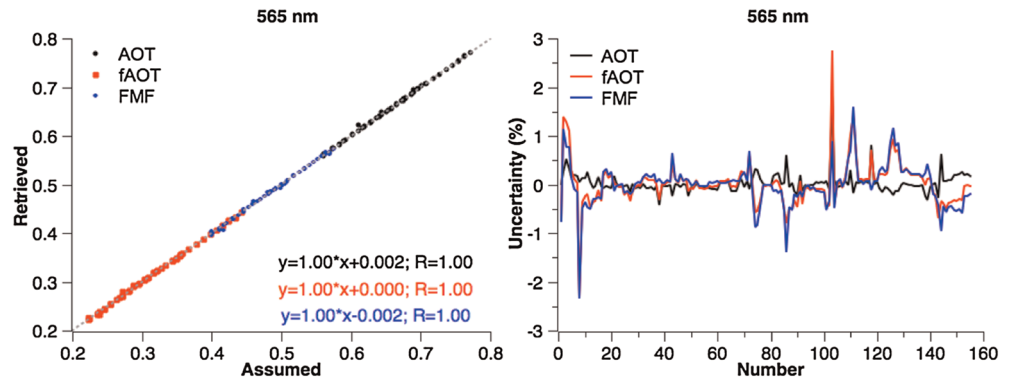 565 nm
0.8
0.7
0.6
0.5
0.4
0.3
0.2
Retrieved
AOT
fAOT
FMF
y=1.00*x+0.002; R=1.00
y=1.00*x+0.000; R=1.00
y=1.00*x-0.002; R=1.00
0.2 0.3 0.4 0.5 0.6 0.7 0.8
Assumed
565 nm
3
2
1
0
-1
-2
-3
Uncertainty (%)
AOT
fAOT
FMF
0 20 40 60 80 100 120 140 160
Number